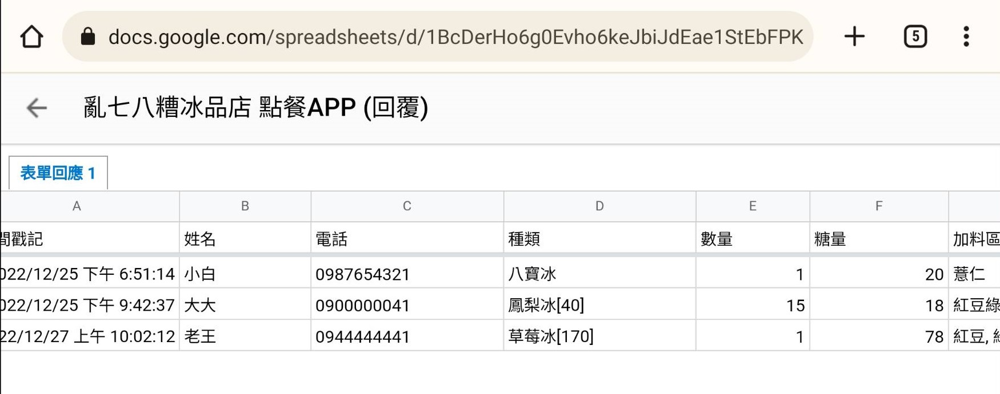 docs.google.com/spreadsheets/d/1BcDerHo6g0Evho6keJbiJdEae1StEbFPK
5
亂七八糟冰品店 點餐APP (回覆)
表單回應 1
A B C D E F
間戳記 姓名 電話 種類 數量 糖量 加料區
022/12/25 下午 6:51:14 小白 0987654321 八寶冰 1 20 薏仁
022/12/25 下午 9:42:37 大大 0900000041 鳳梨冰[40] 15 18 紅豆綠
22/12/27 上午 10:02:12 老王 0944444441 草莓冰[170] 1 78 紅豆,